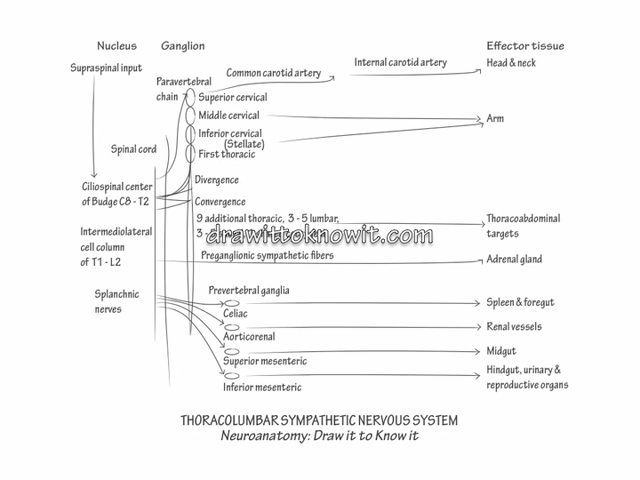 Nucleus Ganglion Effector tissue
Supraspinal input
Common carotid artery
Internal carotid artery
Head & neck
Paravertebral
chain
Superior cervical
Middle cervical
Arm
Inferior cervical
(Stellate)
First thoracic
Spinal cord
Ciliospinal center
of Budge C8 - T2
Divergence
Convergence
9 additional thoracic, 3 - 5 lumbar,
3 -
drawittoknowit.com
Thoracoabdominal
targets
Intermediolateral
cell column
of T1 - L2
Preganglionic sympathetic fibers
Adrenal gland
Splanchnic
nerves
Prevertebral ganglia
Celiac
Spleen & foregut
Aorticorenal
Renal vessels
Superior mesenteric
Midgut
Inferior mesenteric
Hindgut, urinary &
reproductive organs
THORACOLUMBAR SYMPATHETIC NERVOUS SYSTEM
Neuroanatomy: Draw it to Know it